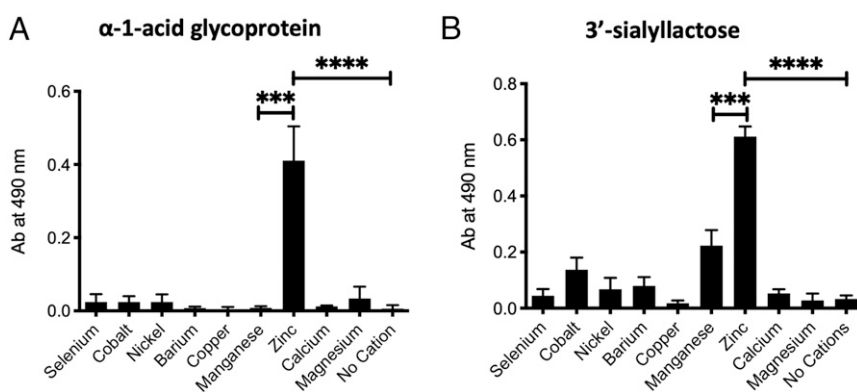 A
α-1-acid glycoprotein
****
***
0.6
0.4
0.2
0.0
Ab at 490 nm
Selenium
Cobalt
Nickel
Barium
Copper
Manganese
Zinc
Calcium
Magnesium
No Cation
B
3’-sialyllactose
****
***
0.8
0.6
0.4
0.2
0.0
Ab at 490 nm
Selenium
Cobalt
Nickel
Barium
Copper
Manganese
Zinc
Calcium
Magnesium
No Cations